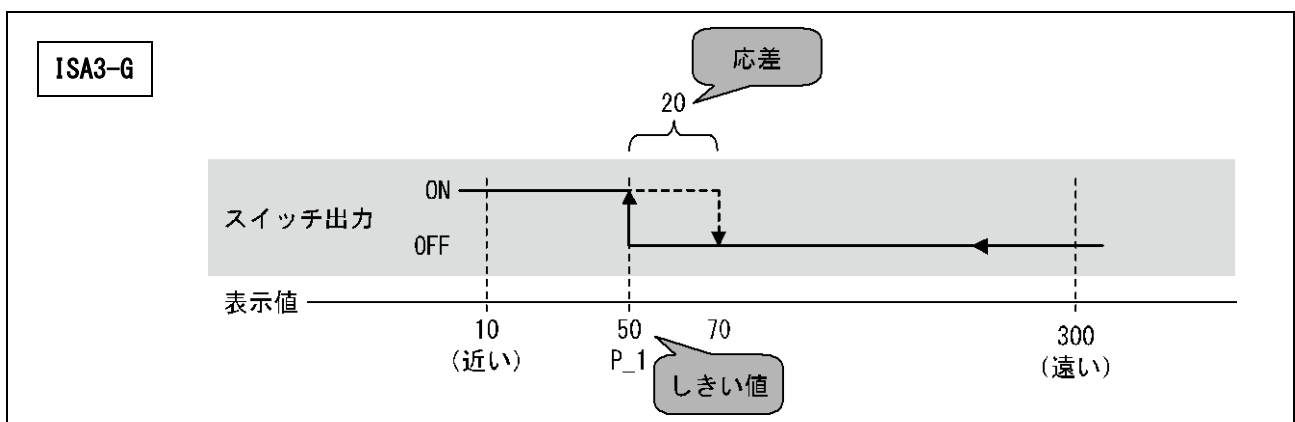 ISA3-G
応差
20
スイッチ出力
ON
OFF
表示値
10
(近い)
50
P_1
70
300
(遠い)
しきい値